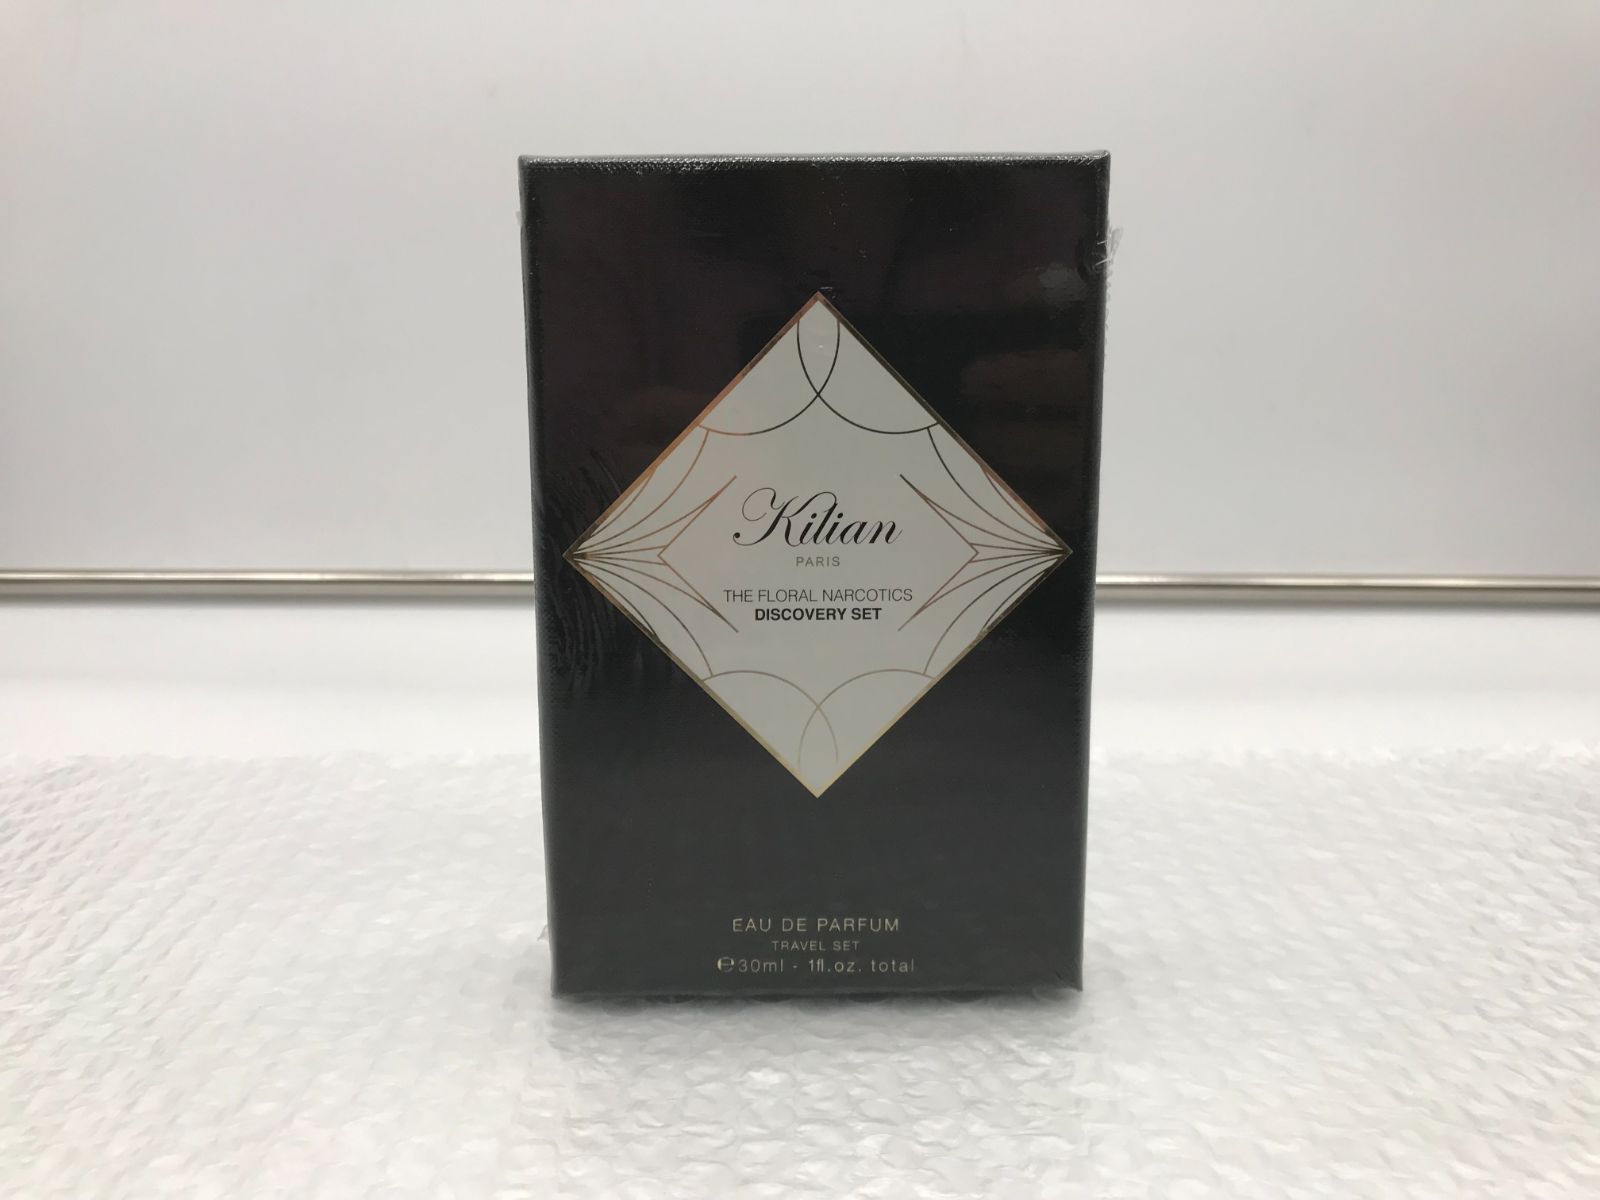 Kilian
PARIS
THE FLORAL NARCOTICS
DISCOVERY SET
EAU DE PARFUM
TRAVEL SET
℮30ml - 1fl.oz. total